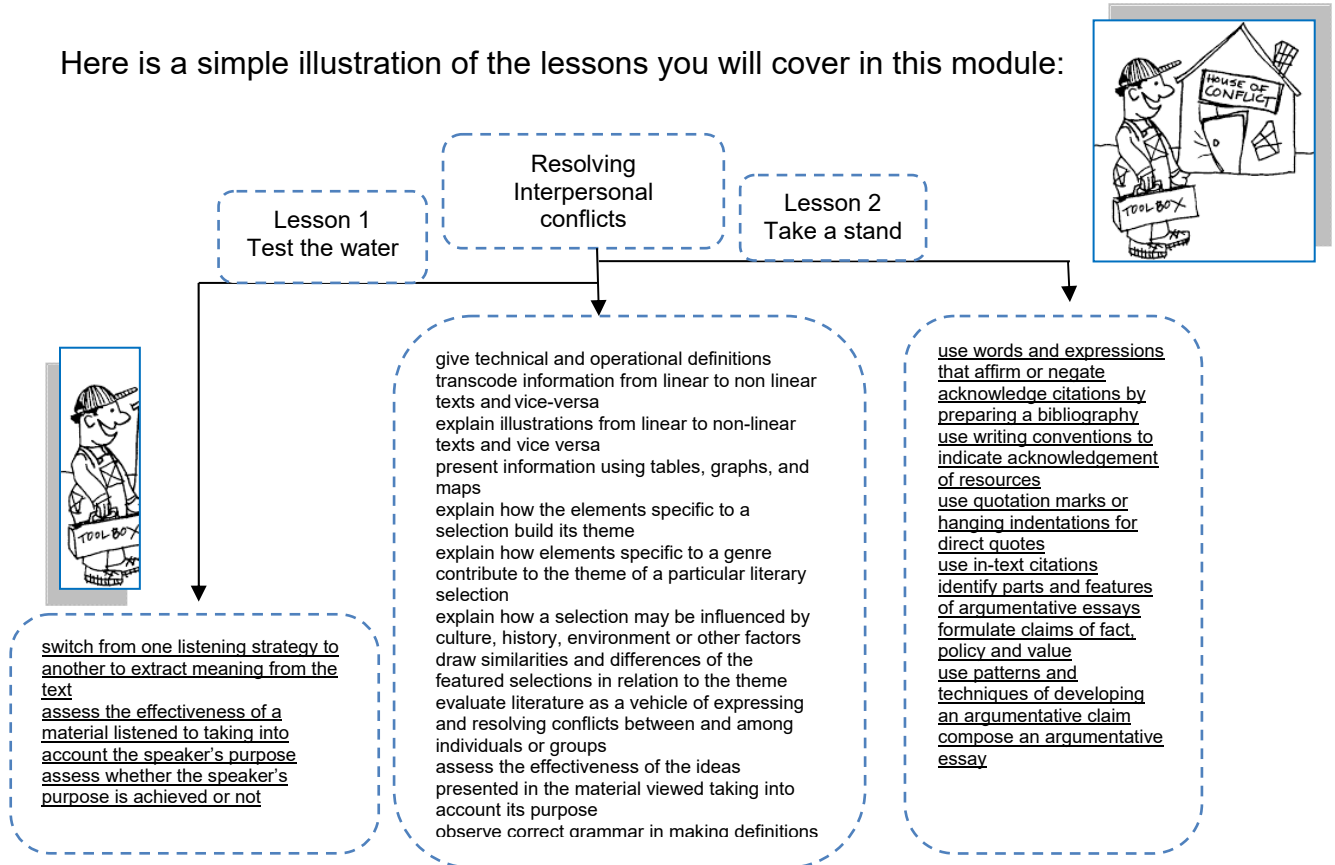 Here is a simple illustration of the lessons you will cover in this module:
HOUSE OF
CONFLICT
TOOL BOX
Resolving
Interpersonal
conflicts
Lesson 1
Test the water
Lesson 2
Take a stand
TOOL BOX
switch from one listening strategy to
another to extract meaning from the
text
assess the effectiveness of a
material listened to taking into
account the speaker’s purpose
assess whether the speaker’s
purpose is achieved or not
give technical and operational definitions
transcode information from linear to non linear
texts and vice-versa
explain illustrations from linear to non-linear
texts and vice versa
present information using tables, graphs, and
maps
explain how the elements specific to a
selection build its theme
explain how elements specific to a genre
contribute to the theme of a particular literary
selection
explain how a selection may be influenced by
culture, history, environment or other factors
draw similarities and differences of the
featured selections in relation to the theme
evaluate literature as a vehicle of expressing
and resolving conflicts between and among
individuals or groups
assess the effectiveness of the ideas
presented in the material viewed taking into
account its purpose
observe correct grammar in making definitions
use words and expressions
that affirm or negate
acknowledge citations by
preparing a bibliography
use writing conventions to
indicate acknowledgement
of resources
use quotation marks or
hanging indentations for
direct quotes
use in-text citations
identify parts and features
of argumentative essays
formulate claims of fact,
policy and value
use patterns and
techniques of developing
an argumentative claim
compose an argumentative
essay